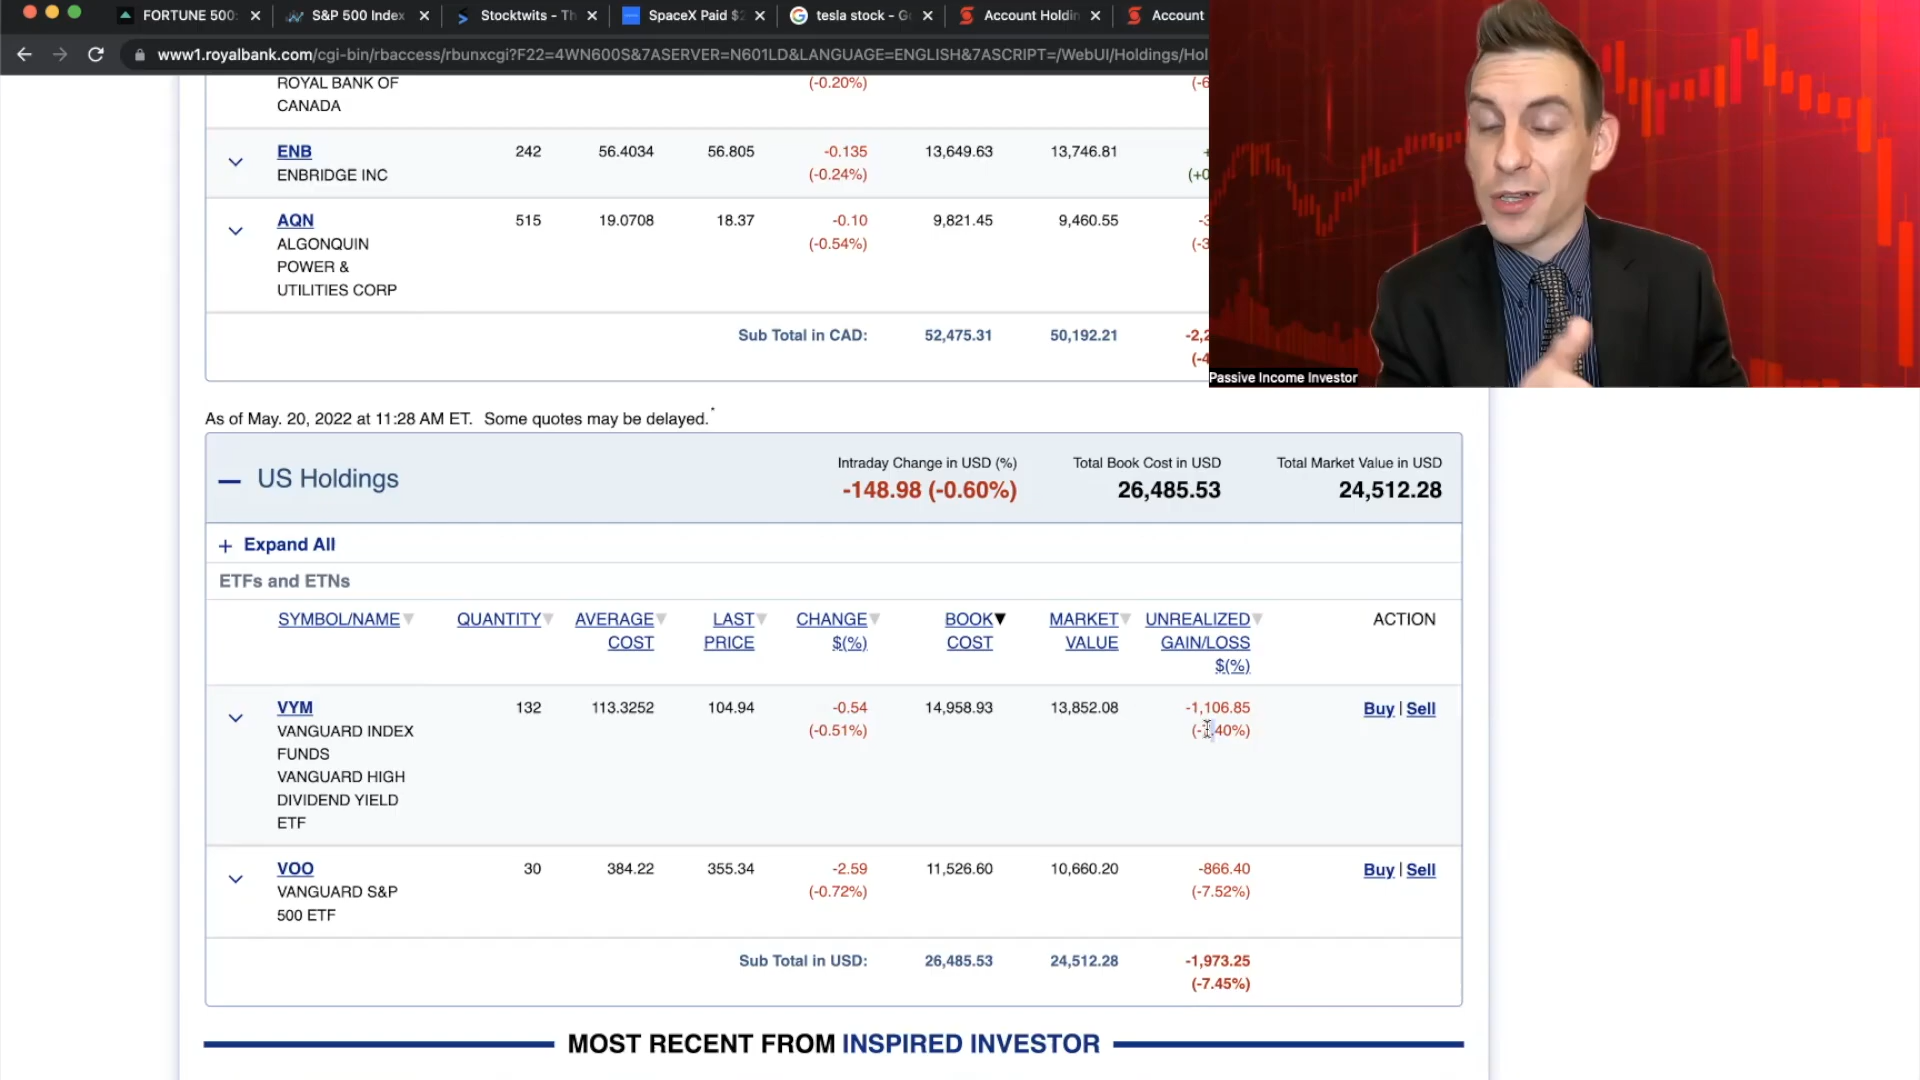 FORTUNE 500:
S&P 500 Index
Stocktwits - Th
SpaceX Paid $2
tesla stock - Go
Account Holdin
Account
www1.royalbank.com/cgi-bin/rbaccess/rbunxcgi?F22=4WN600S&7ASERVER=N601LD&LANGUAGE=ENGLISH&7ASCRIPT=/WebUI/Holdings/Hol
ROYAL BANK OF
CANADA
(-0.20%)
(-6
ENB 242 56.4034 56.805 -0.135 13,649.63 13,746.81 +
ENBRIDGE INC (-0.24%) (+0
AQN 515 19.0708 18.37 -0.10 9,821.45 9,460.55 -3
ALGONQUIN (-0.54%) (-3
POWER &
UTILITIES CORP
Sub Total in CAD: 52,475.31 50,192.21 -2,2
(-4
Passive Income Investor
As of May. 20, 2022 at 11:28 AM ET. Some quotes may be delayed.*
Intraday Change in USD (%) Total Book Cost in USD Total Market Value in USD
US Holdings -148.98 (-0.60%) 26,485.53 24,512.28
+ Expand All
ETFs and ETNs
SYMBOL/NAME QUANTITY AVERAGE LAST CHANGE BOOK MARKET UNREALIZED ACTION
COST PRICE $(%) COST VALUE GAIN/LOSS
$(%)
VYM 132 113.3252 104.94 -0.54 14,958.93 13,852.08 -1,106.85 Buy | Sell
VANGUARD INDEX (-0.51%) (-7.40%)
FUNDS
VANGUARD HIGH
DIVIDEND YIELD
ETF
VOO 30 384.22 355.34 -2.59 11,526.60 10,660.20 -866.40 Buy | Sell
VANGUARD S&P (-0.72%) (-7.52%)
500 ETF
Sub Total in USD: 26,485.53 24,512.28 -1,973.25
(-7.45%)
MOST RECENT FROM INSPIRED INVESTOR